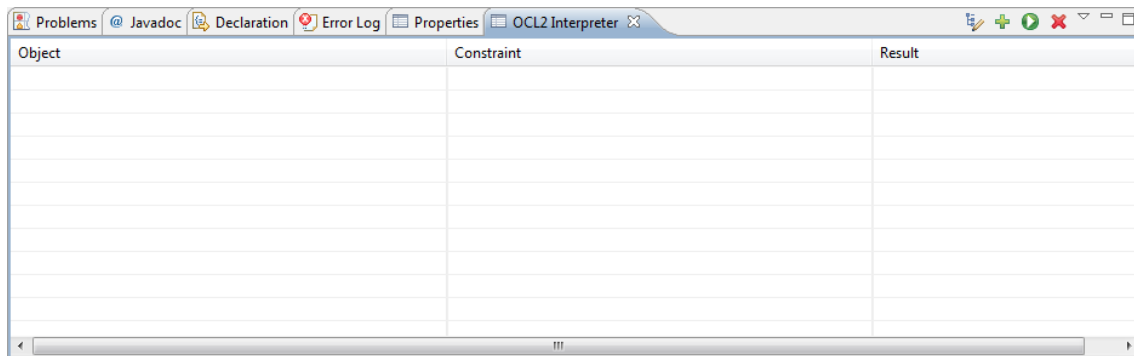 Problems @ Javadoc Declaration Error Log Properties OCL2 Interpreter
Object Constraint Result